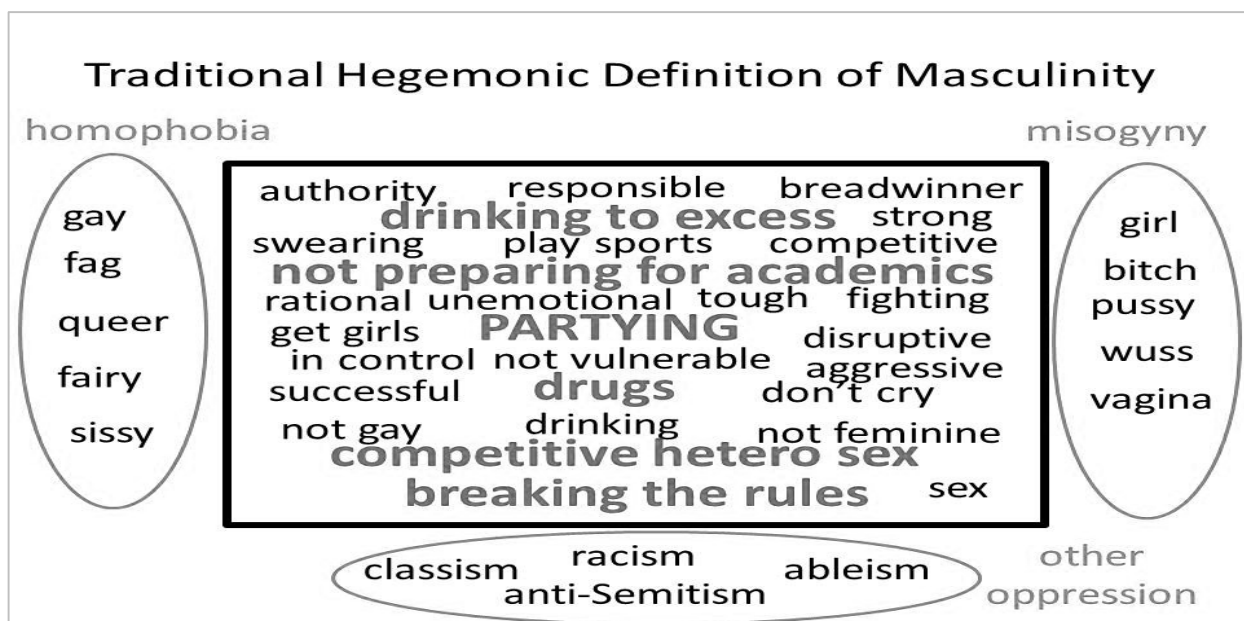 Traditional Hegemonic Definition of Masculinity
homophobia
misogyny
gay
fag
queer
fairy
sissy
authority responsible breadwinner
drinking to excess strong
swearing play sports competitive
not preparing for academics
rational unemotional tough fighting
get girls PARTYING disruptive
in control not vulnerable aggressive
successful drugs don't cry
not gay drinking not feminine
competitive hetero sex
breaking the rules sex
girl
bitch
pussy
wuss
vagina
classism racism ableism
anti-Semitism
other
oppression